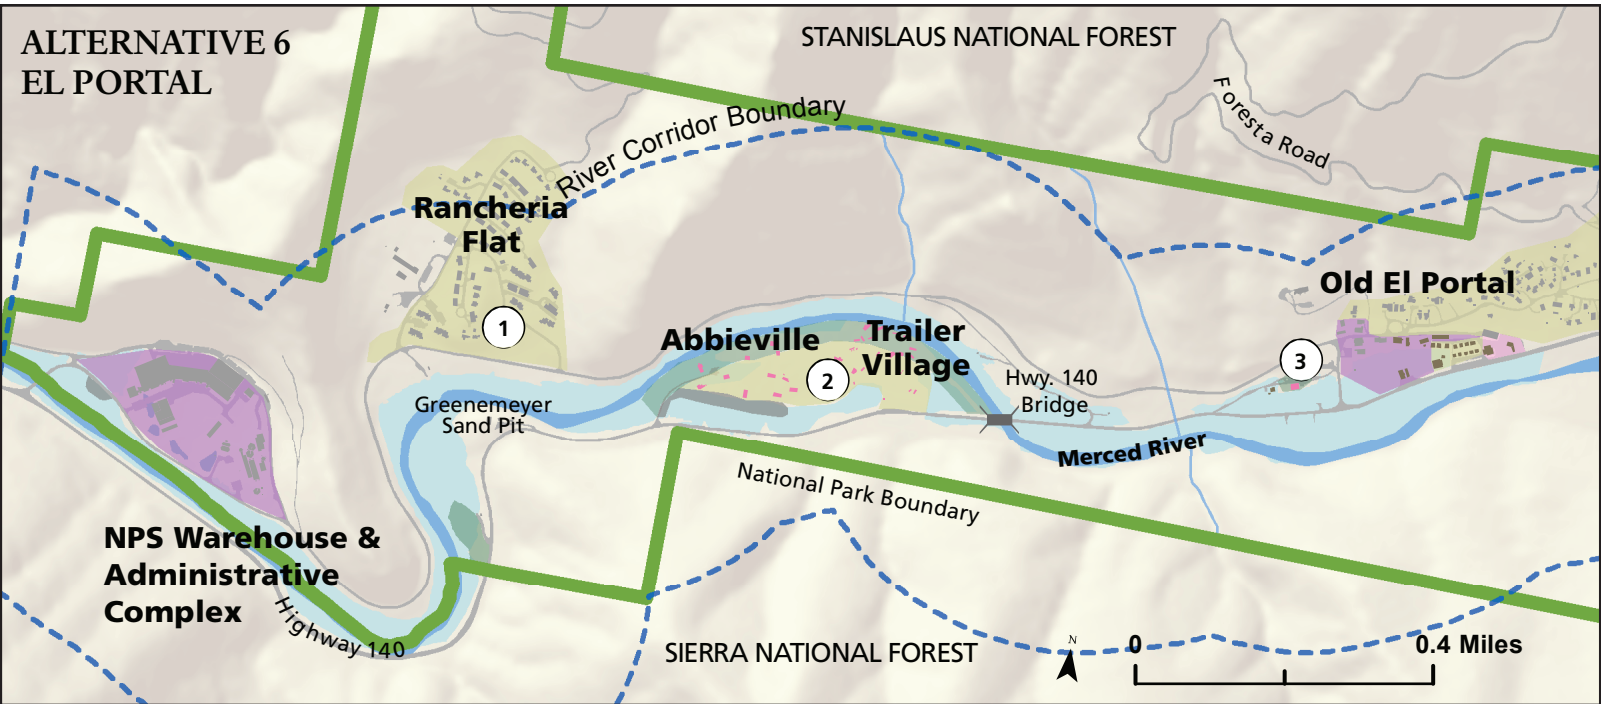 ALTERNATIVE 6
EL PORTAL
STANISLAUS NATIONAL FOREST
River Corridor Boundary
Foresta Road
Rancheria
Flat
Old El Portal
1
Abbieville
Trailer
Village
2
3
Hwy. 140
Bridge
Greenemeyer
Sand Pit
Merced River
National Park Boundary
NPS Warehouse &
Administrative
Complex
Highway 140
SIERRA NATIONAL FOREST
N
0
0.4 Miles